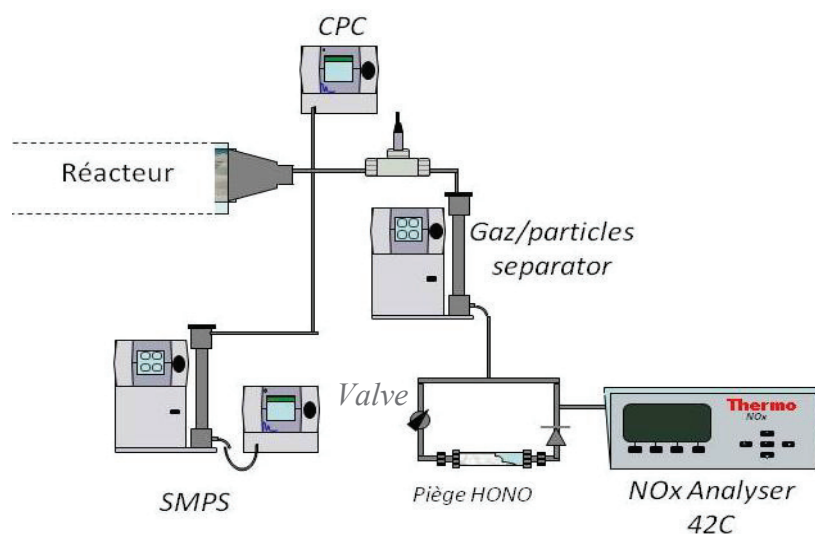 CPC
Réacteur
Gaz/particles
separator
Valve
Thermo
NOx
SMPS
Piège HONO
NOx Analyser
42C